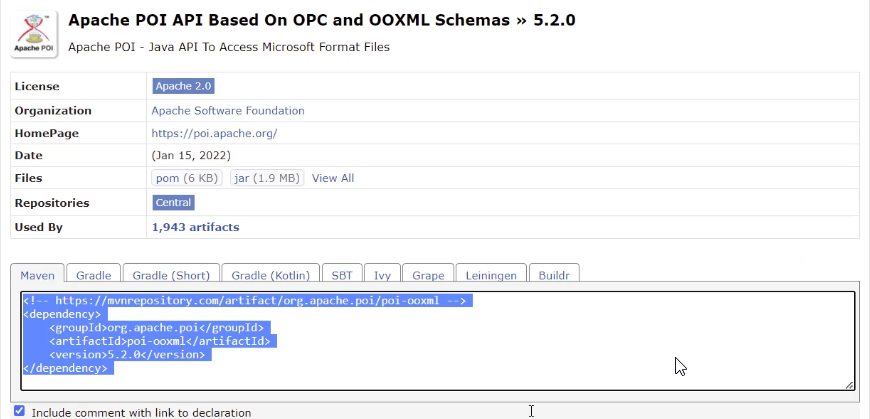 Apache POI API Based On OPC and OOXML Schemas » 5.2.0
Apache POI - Java API To Access Microsoft Format Files
Apache POI
License Apache 2.0
Organization Apache Software Foundation
HomePage https://poi.apache.org/
Date (Jan 15, 2022)
Files pom (6 KB) jar (1.9 MB) View All
Repositories Central
Used By 1,943 artifacts
Maven Gradle Gradle (Short) Gradle (Kotlin) SBT Ivy Grape Leiningen Buildr
<!-- https://mvnrepository.com/artifact/org.apache.poi/poi-ooxml -->
<dependency>
    <groupId>org.apache.poi</groupId>
    <artifactId>poi-ooxml</artifactId>
    <version>5.2.0</version>
</dependency>
Include comment with link to declaration